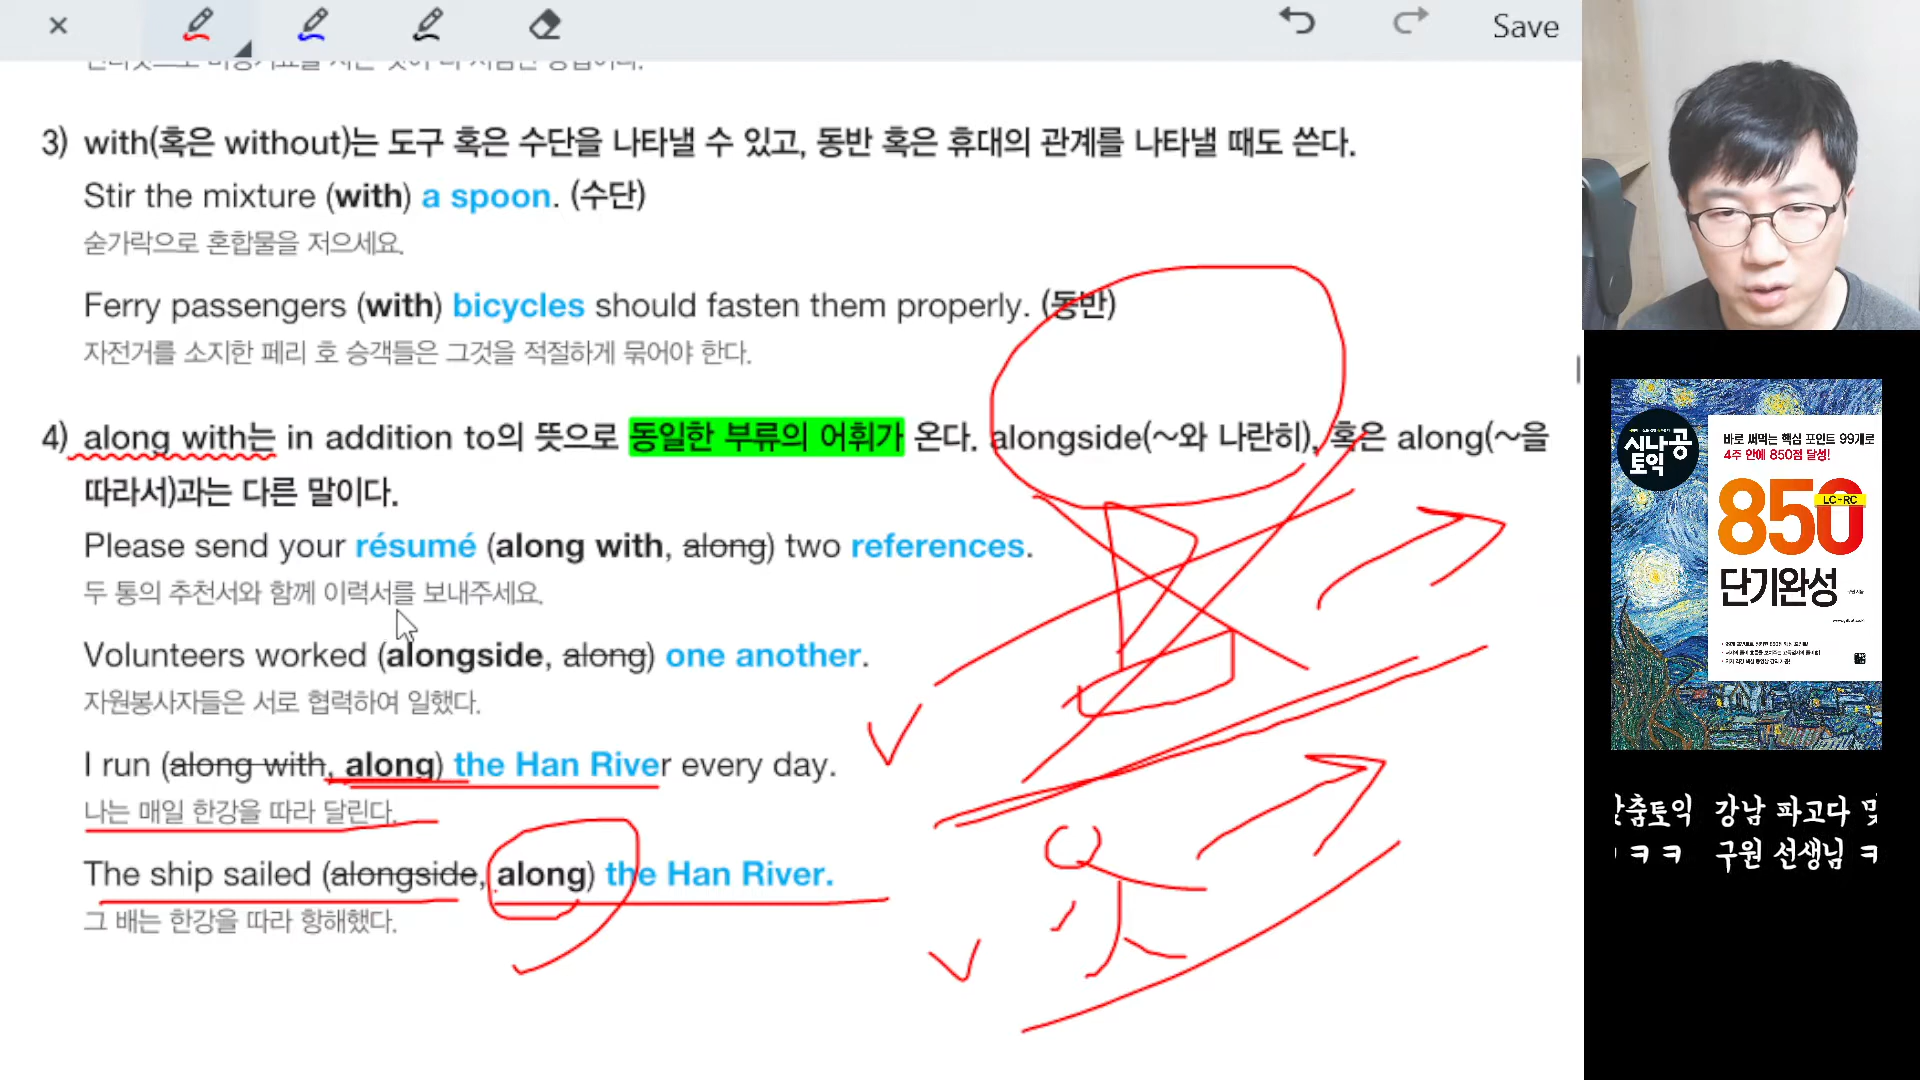 Save
3) with(혹은 without)는 도구 혹은 수단을 나타낼 수 있고, 동반 혹은 휴대의 관계를 나타낼 때도 쓴다.
Stir the mixture (with) a spoon. (수단)
숟가락으로 혼합물을 저으세요.
Ferry passengers (with) bicycles should fasten them properly. (동반)
자전거를 소지한 페리 호 승객들은 그것을 적절하게 묶어야 한다.
4) along with는 in addition to의 뜻으로 동일한 부류의 어휘가 온다. alongside(~와 나란히), 혹은 along(~을
따라서)과는 다른 말이다.
Please send your résumé (along with, along) two references.
두 통의 추천서와 함께 이력서를 보내주세요.
Volunteers worked (alongside, along) one another.
자원봉사자들은 서로 협력하여 일했다.
I run (along with, along) the Han River every day.
나는 매일 한강을 따라 달린다.
The ship sailed (alongside, along) the Han River.
그 배는 한강을 따라 항해했다.
시나공
토익
바로 써먹는 핵심 포인트 99개로
4주 안에 850점 달성!
850
LC+RC
단기완성
맞춤토익 강남 파고다 맞
ㅋㅋ 구원 선생님 ㅋ